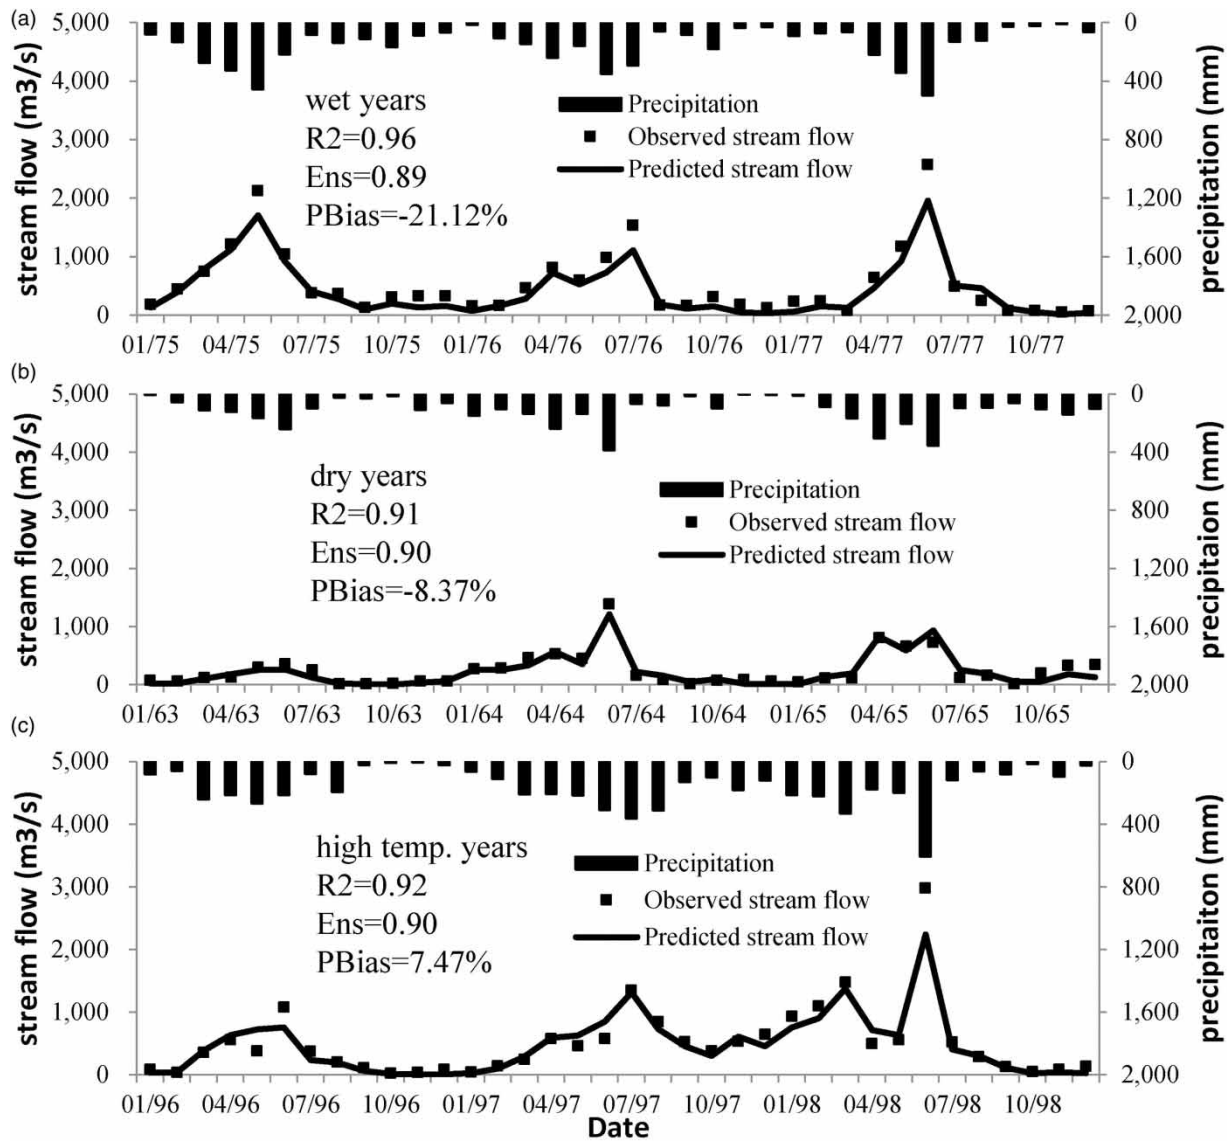 (a)
5,000
4,000
3,000
2,000
1,000
0
stream flow (m3/s)
wet years
R2=0.96
Ens=0.89
PBias=-21.12%
Precipitation
Observed stream flow
Predicted stream flow
0
400
800
1,200
1,600
2,000
precipitation (mm)
01/75 04/75 07/75 10/75 01/76 04/76 07/76 10/76 01/77 04/77 07/77 10/77
(b)
5,000
4,000
3,000
2,000
1,000
0
stream flow (m3/s)
dry years
R2=0.91
Ens=0.90
PBias=-8.37%
Precipitation
Observed stream flow
Predicted stream flow
0
400
800
1,200
1,600
2,000
precipitaion (mm)
01/63 04/63 07/63 10/63 01/64 04/64 07/64 10/64 01/65 04/65 07/65 10/65
(c)
5,000
4,000
3,000
2,000
1,000
0
stream flow (m3/s)
high temp. years
R2=0.92
Ens=0.90
PBias=7.47%
Precipitation
Observed stream flow
Predicted stream flow
0
400
800
1,200
1,600
2,000
precipitaiton (mm)
01/96 04/96 07/96 10/96 01/97 04/97 07/97 10/97 01/98 04/98 07/98 10/98
Date